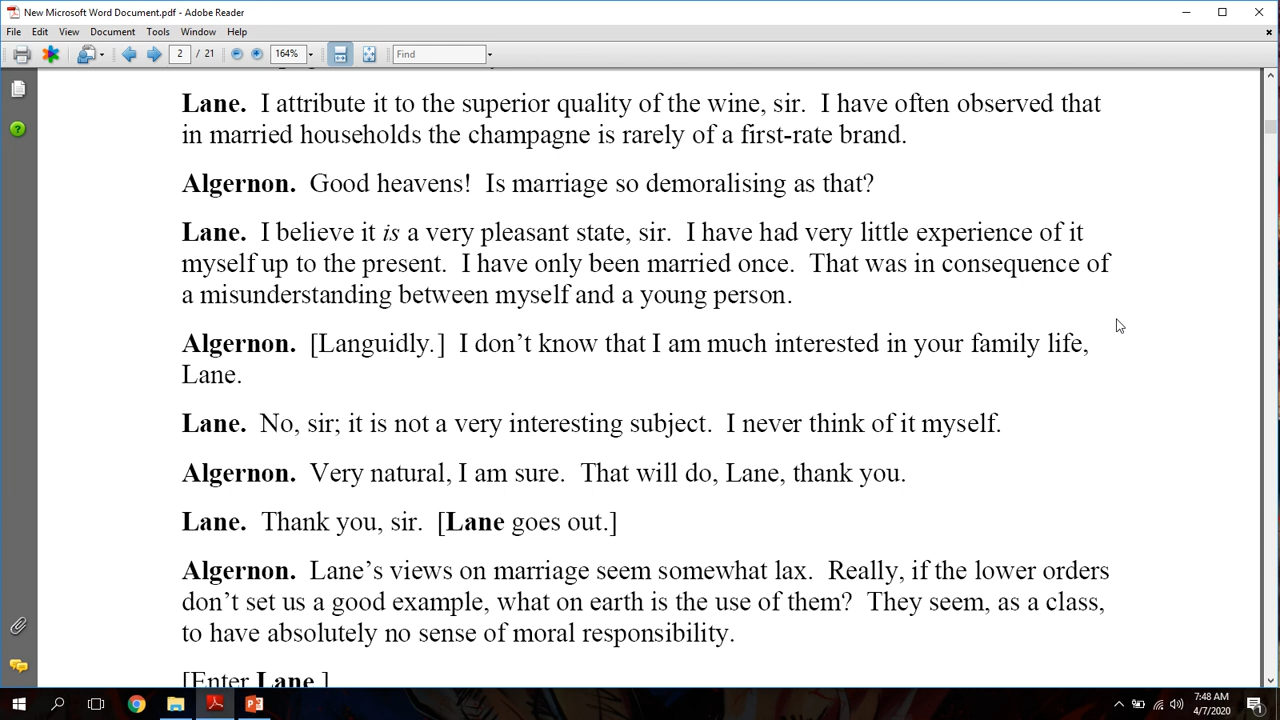 New Microsoft Word Document.pdf - Adobe Reader
File Edit View Document Tools Window Help
2 / 21 164% Find
Lane. I attribute it to the superior quality of the wine, sir. I have often observed that
in married households the champagne is rarely of a first-rate brand.
Algernon. Good heavens! Is marriage so demoralising as that?
Lane. I believe it is a very pleasant state, sir. I have had very little experience of it
myself up to the present. I have only been married once. That was in consequence of
a misunderstanding between myself and a young person.
Algernon. [Languidly.] I don’t know that I am much interested in your family life,
Lane.
Lane. No, sir; it is not a very interesting subject. I never think of it myself.
Algernon. Very natural, I am sure. That will do, Lane, thank you.
Lane. Thank you, sir. [Lane goes out.]
Algernon. Lane’s views on marriage seem somewhat lax. Really, if the lower orders
don’t set us a good example, what on earth is the use of them? They seem, as a class,
to have absolutely no sense of moral responsibility.
[Enter Lane.]
7:48 AM
4/7/2020